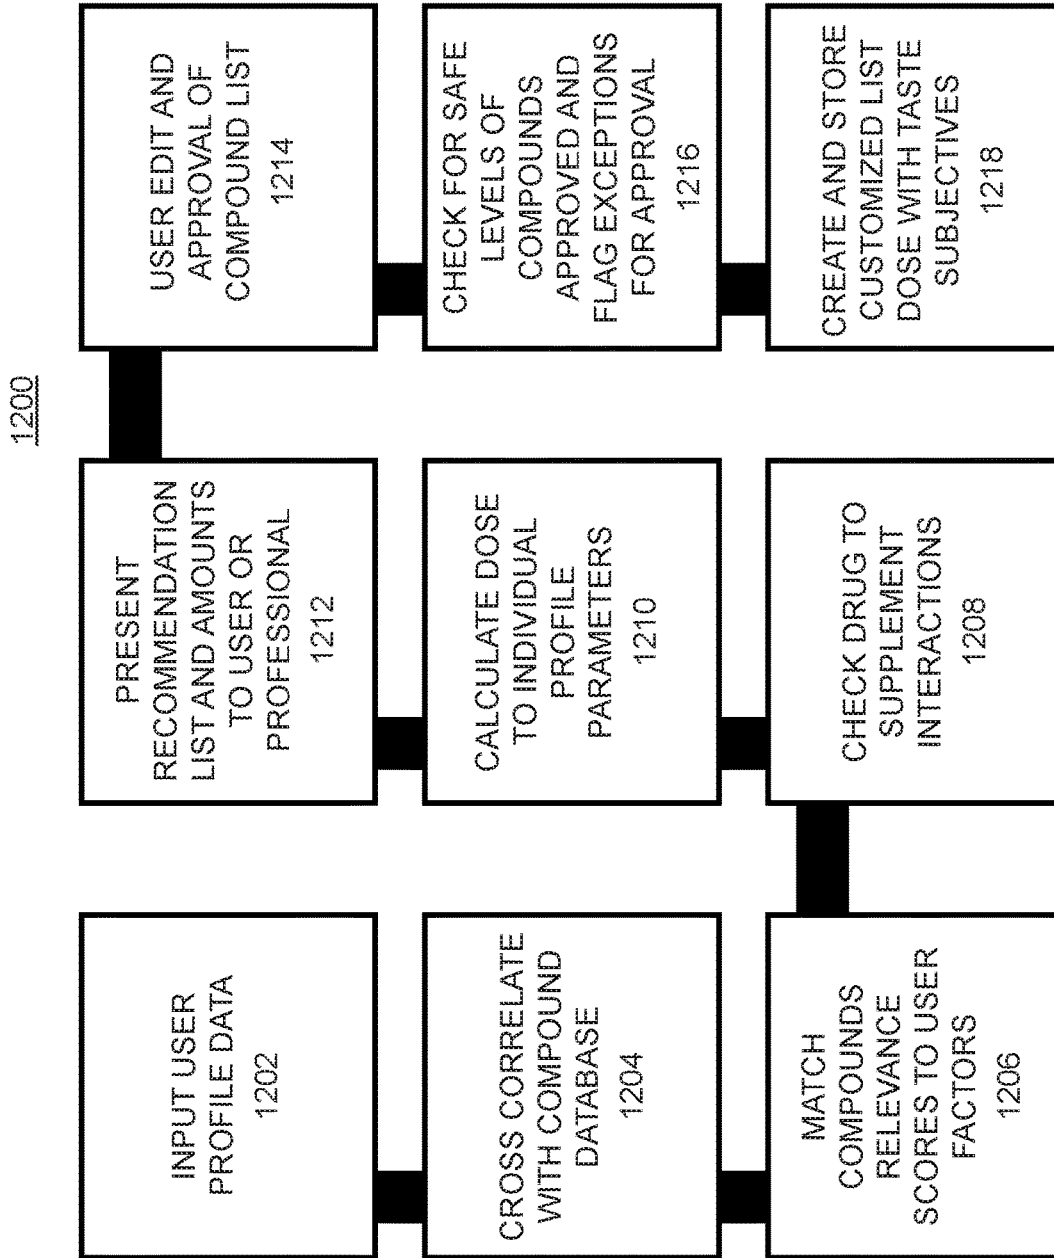 1200
INPUT USER
PROFILE DATA
1202
CROSS CORRELATE
WITH COMPOUND
DATABASE
1204
MATCH
COMPOUNDS
RELEVANCE
SCORES TO USER
FACTORS
1206
CHECK DRUG TO
SUPPLEMENT
INTERACTIONS
1208
CALCULATE DOSE
TO INDIVIDUAL
PROFILE
PARAMETERS
1210
PRESENT
RECOMMENDATION
LIST AND AMOUNTS
TO USER OR
PROFESSIONAL
1212
USER EDIT AND
APPROVAL OF
COMPOUND LIST
1214
CHECK FOR SAFE
LEVELS OF
COMPOUNDS
APPROVED AND
FLAG EXCEPTIONS
FOR APPROVAL
1216
CREATE AND STORE
CUSTOMIZED LIST
DOSE WITH TASTE
SUBJECTIVES
1218